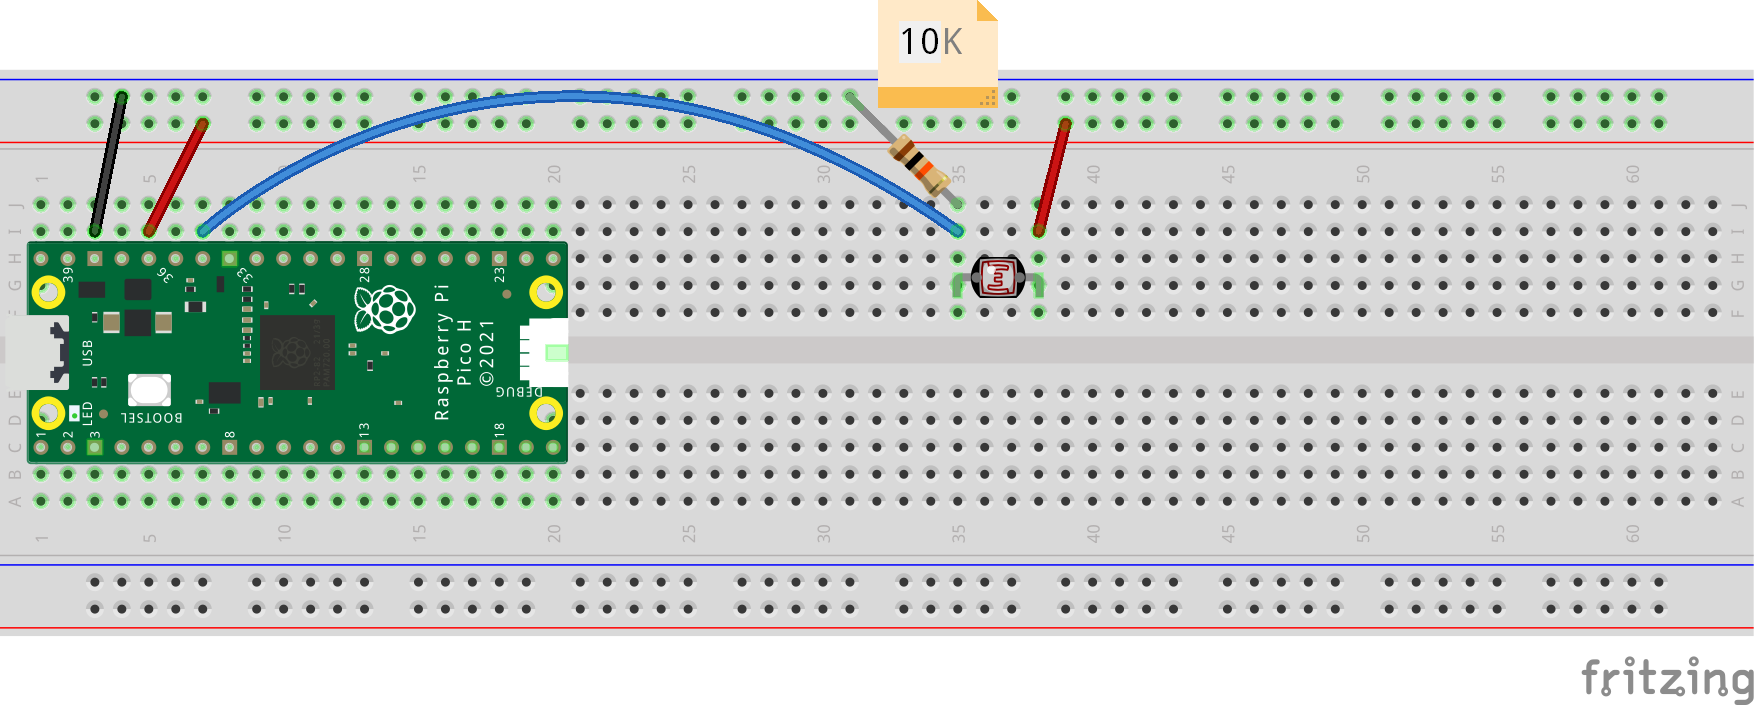 10K
1 5 10 15 20 25 30 35 40 45 50 55 60
J J
I I
H H
G G
F F
39 36 33 28 23
USB
Raspberry Pi
Pico H
©2021
DEBUG
LED
BOOTSEL
1 2 3 8 13 18
E E
D D
C C
B B
A A
1 5 10 15 20 25 30 35 40 45 50 55 60
fritzing